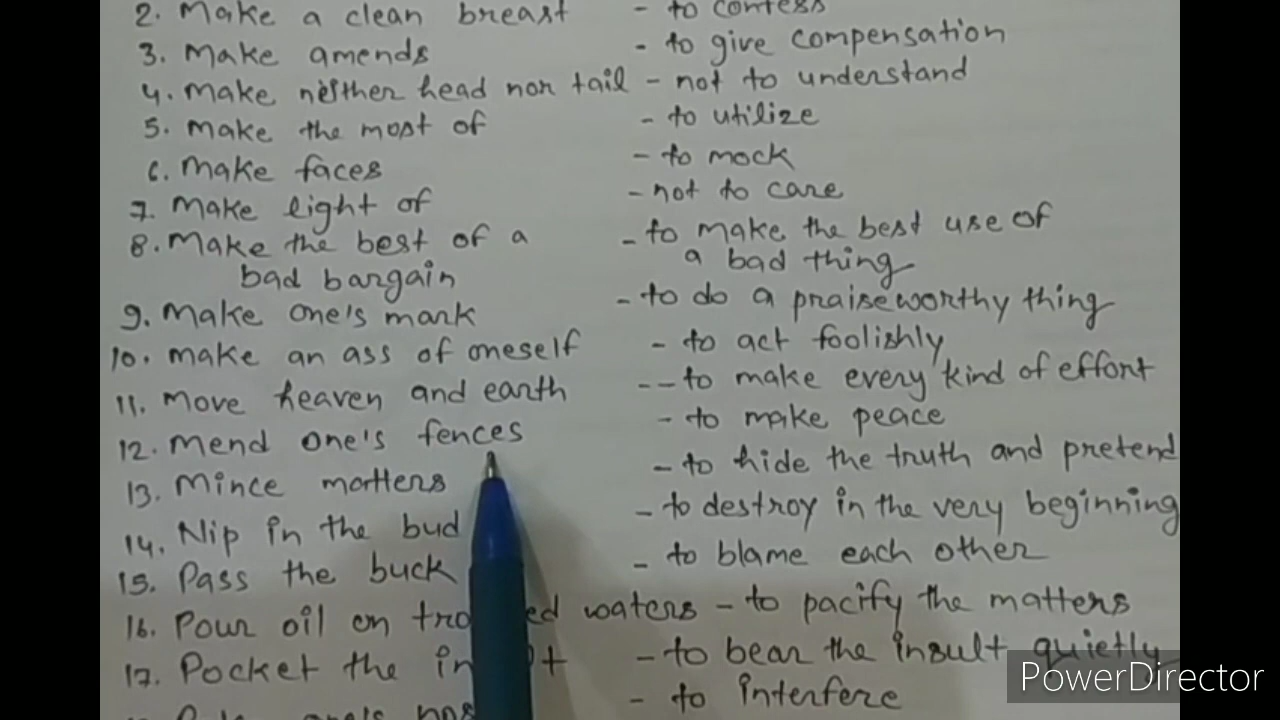 2. Make a clean breast - to confess
3. Make amends - to give compensation
4. Make neither head nor tail - not to understand
5. Make the most of - to utilize
6. Make faces - to mock
7. Make light of - not to care
8. Make the best of a - to make the best use of
bad bargain a bad thing
9. Make one's mark - to do a praiseworthy thing
10. Make an ass of oneself - to act foolishly
11. Move heaven and earth -- to make every kind of effort
12. Mend one's fences - to make peace
13. Mince matters - to hide the truth and pretend
14. Nip in the bud - to destroy in the very beginning
15. Pass the buck - to blame each other
16. Pour oil on waters - to pacify the matters
17. Pocket the - to bear the insult quietly
- to interfere
PowerDirector